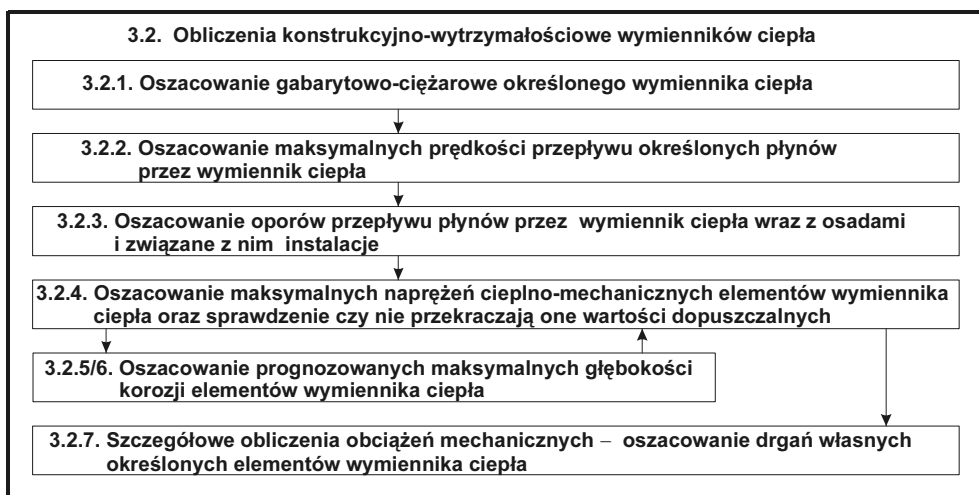 3.2. Obliczenia konstrukcyjno-wytrzymałościowe wymienników ciepła
3.2.1. Oszacowanie gabarytowo-ciężarowe określonego wymiennika ciepła
3.2.2. Oszacowanie maksymalnych prędkości przepływu określonych płynów
przez wymiennik ciepła
3.2.3. Oszacowanie oporów przepływu płynów przez wymiennik ciepła wraz z osadami
i związane z nim instalacje
3.2.4. Oszacowanie maksymalnych naprężeń cieplno-mechanicznych elementów wymiennika
ciepła oraz sprawdzenie czy nie przekraczają one wartości dopuszczalnych
3.2.5/6. Oszacowanie prognozowanych maksymalnych głębokości
korozji elementów wymiennika ciepła
3.2.7. Szczegółowe obliczenia obciążeń mechanicznych – oszacowanie drgań własnych
określonych elementów wymiennika ciepła